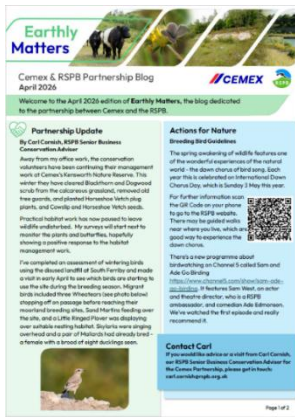 Earthly
Matters
Cemex & RSPB Partnership Blog
April 2026
CEMEX
Welcome to the April 2026 edition of Earthly Matters, the blog dedicated
to the partnership between Cemex and the RSPB.
Partnership Update
By Carl Cornish, RSPB Senior Business
Conservation Advisor
Away from my office work, the conservation
volunteers have been continuing their management
work at Cemex's Kensworth Nature Reserve. This
winter they have cleared Blackthorn and Dogwood
scrub from the calcareous grassland, removed old
tree guards, and planted Horseshoe Vetch plug
plants, and Cowslip and Horseshoe Vetch seeds.
Practical habitat work has now paused to leave
wildlife undisturbed. My surveys will start next to
monitor the plants and butterflies, hopefully
showing a positive response to the habitat
management work.
I've completed an assessment of wintering birds
using the disused landfill at South Ferriby and made
a visit in early April to see which birds are starting to
use the site during the breeding season. Migrant
birds included three Wheatears (see photo below)
stopping off on passage before reaching their
moorland breeding sites, Sand Martins feeding over
the site, and a Little Ringed Plover was displaying
over suitable nesting habitat. Skylarks were singing
overhead and a pair of Mallards had already bred -
a female with a brood of eight ducklings seen.
Actions for Nature
Breeding Bird Guidelines
The spring awakening of wildlife features one
of the wonderful experiences of the natural
world - the dawn chorus of bird song. Each
year this is celebrated on International Dawn
Chorus Day, which is Sunday 3 May this year.
For further information scan
the QR Code on your phone
to go to the RSPB website.
There may be guided walks
near where you live, which are
good way to experience the
dawn chorus.
There's a new programme about
birdwatching on Channel 5 called Sam and
Ade Go Birding
https://www.channel5.com/show/sam-ade-
go-birding. It features Sam West, an actor
and theatre director, who is a RSPB
ambassador, and comedian Ade Edmondson.
We've watched the first episode and really
recommend it.
Contact Carl
If you would like advice or a visit from Carl Cornish,
our RSPB Senior Conservation Advisor for
the Cemex Partnership, please get in touch:
carl.cornish@rspb.org.uk
Page 1 of 2